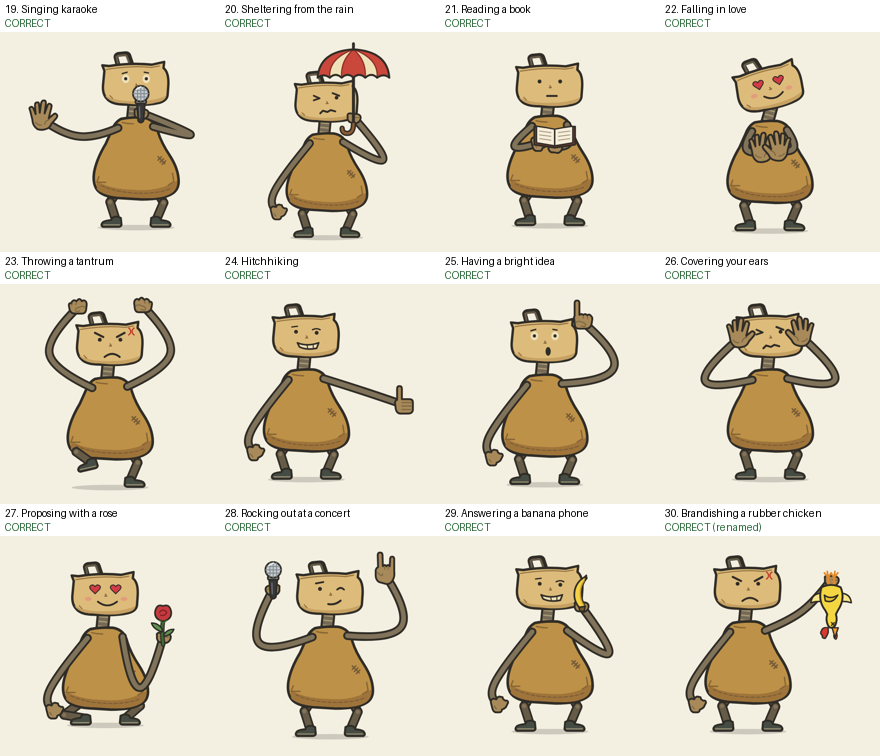 19. Singing karaoke
CORRECT
20. Sheltering from the rain
CORRECT
21. Reading a book
CORRECT
22. Falling in love
CORRECT
23. Throwing a tantrum
CORRECT
24. Hitchhiking
CORRECT
25. Having a bright idea
CORRECT
26. Covering your ears
CORRECT
27. Proposing with a rose
CORRECT
28. Rocking out at a concert
CORRECT
29. Answering a banana phone
CORRECT
30. Brandishing a rubber chicken
CORRECT (renamed)